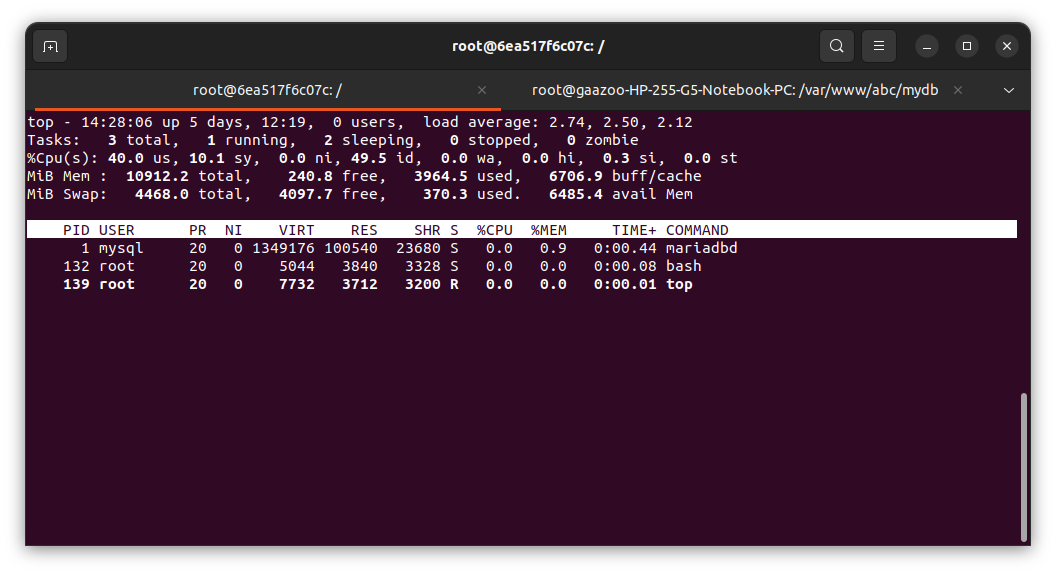 root@6ea517f6c07c: /
root@6ea517f6c07c: /
root@gaazoo-HP-255-G5-Notebook-PC: /var/www/abc/mydb
top - 14:28:06 up 5 days, 12:19,  0 users,  load average: 2.74, 2.50, 2.12
Tasks:   3 total,   1 running,   2 sleeping,   0 stopped,   0 zombie
%Cpu(s): 40.0 us, 10.1 sy,  0.0 ni, 49.5 id,  0.0 wa,  0.0 hi,  0.3 si,  0.0 st
MiB Mem :  10912.2 total,    240.8 free,   3964.5 used,   6706.9 buff/cache
MiB Swap:   4468.0 total,   4097.7 free,    370.3 used.   6485.4 avail Mem
PID USER      PR  NI    VIRT    RES    SHR S  %CPU  %MEM     TIME+ COMMAND
1 mysql     20   0 1349176 100540  23680 S   0.0   0.9   0:00.44 mariadbd
132 root      20   0    5044   3840   3328 S   0.0   0.0   0:00.08 bash
139 root      20   0    7732   3712   3200 R   0.0   0.0   0:00.01 top